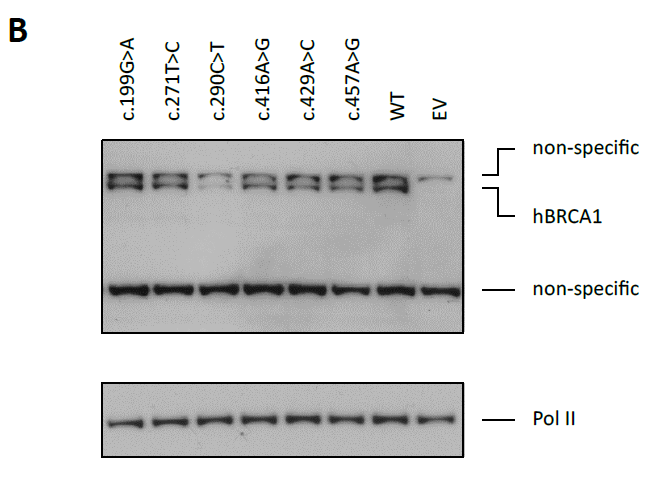 B
c.199G>A
c.271T>C
c.290C>T
c.416A>G
c.429A>C
c.457A>G
WT
EV
non-specific
hBRCA1
non-specific
Pol II